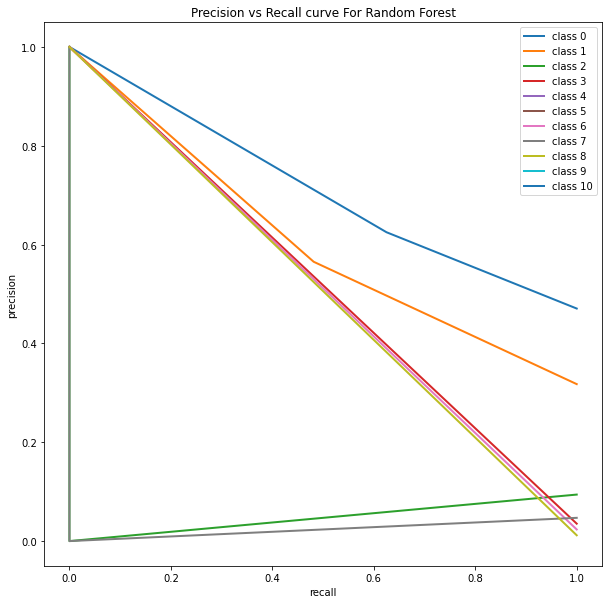 Precision vs Recall curve For Random Forest
class 0
class 1
class 2
class 3
class 4
class 5
class 6
class 7
class 8
class 9
class 10
1.0
0.8
0.6
0.4
0.2
0.0
precision
0.0 0.2 0.4 0.6 0.8 1.0
recall